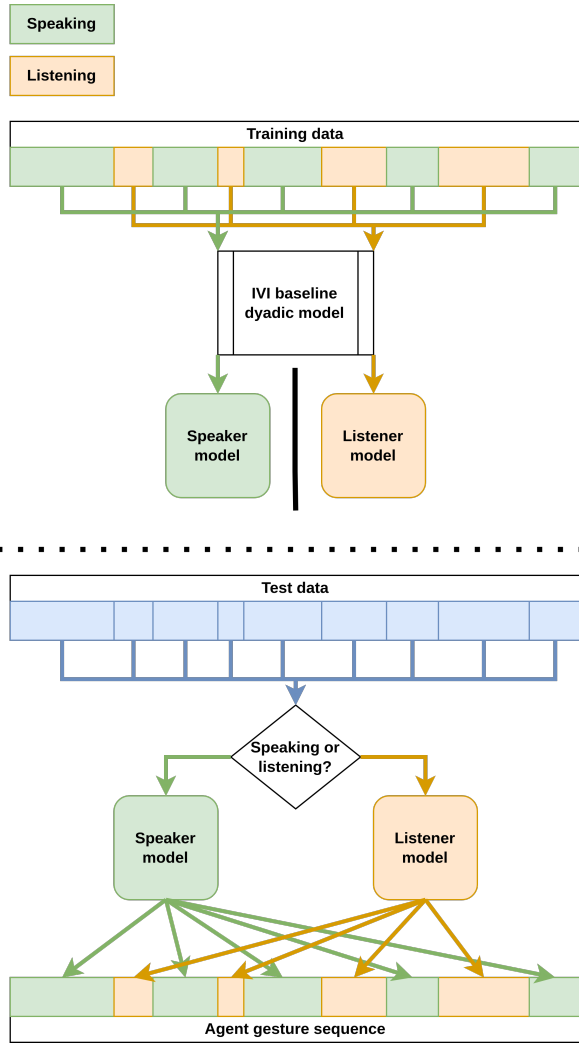 Speaking
Listening
Training data
IVI baseline
dyadic model
Speaker
model
Listener
model
Test data
Speaking or
listening?
Speaker
model
Listener
model
Agent gesture sequence